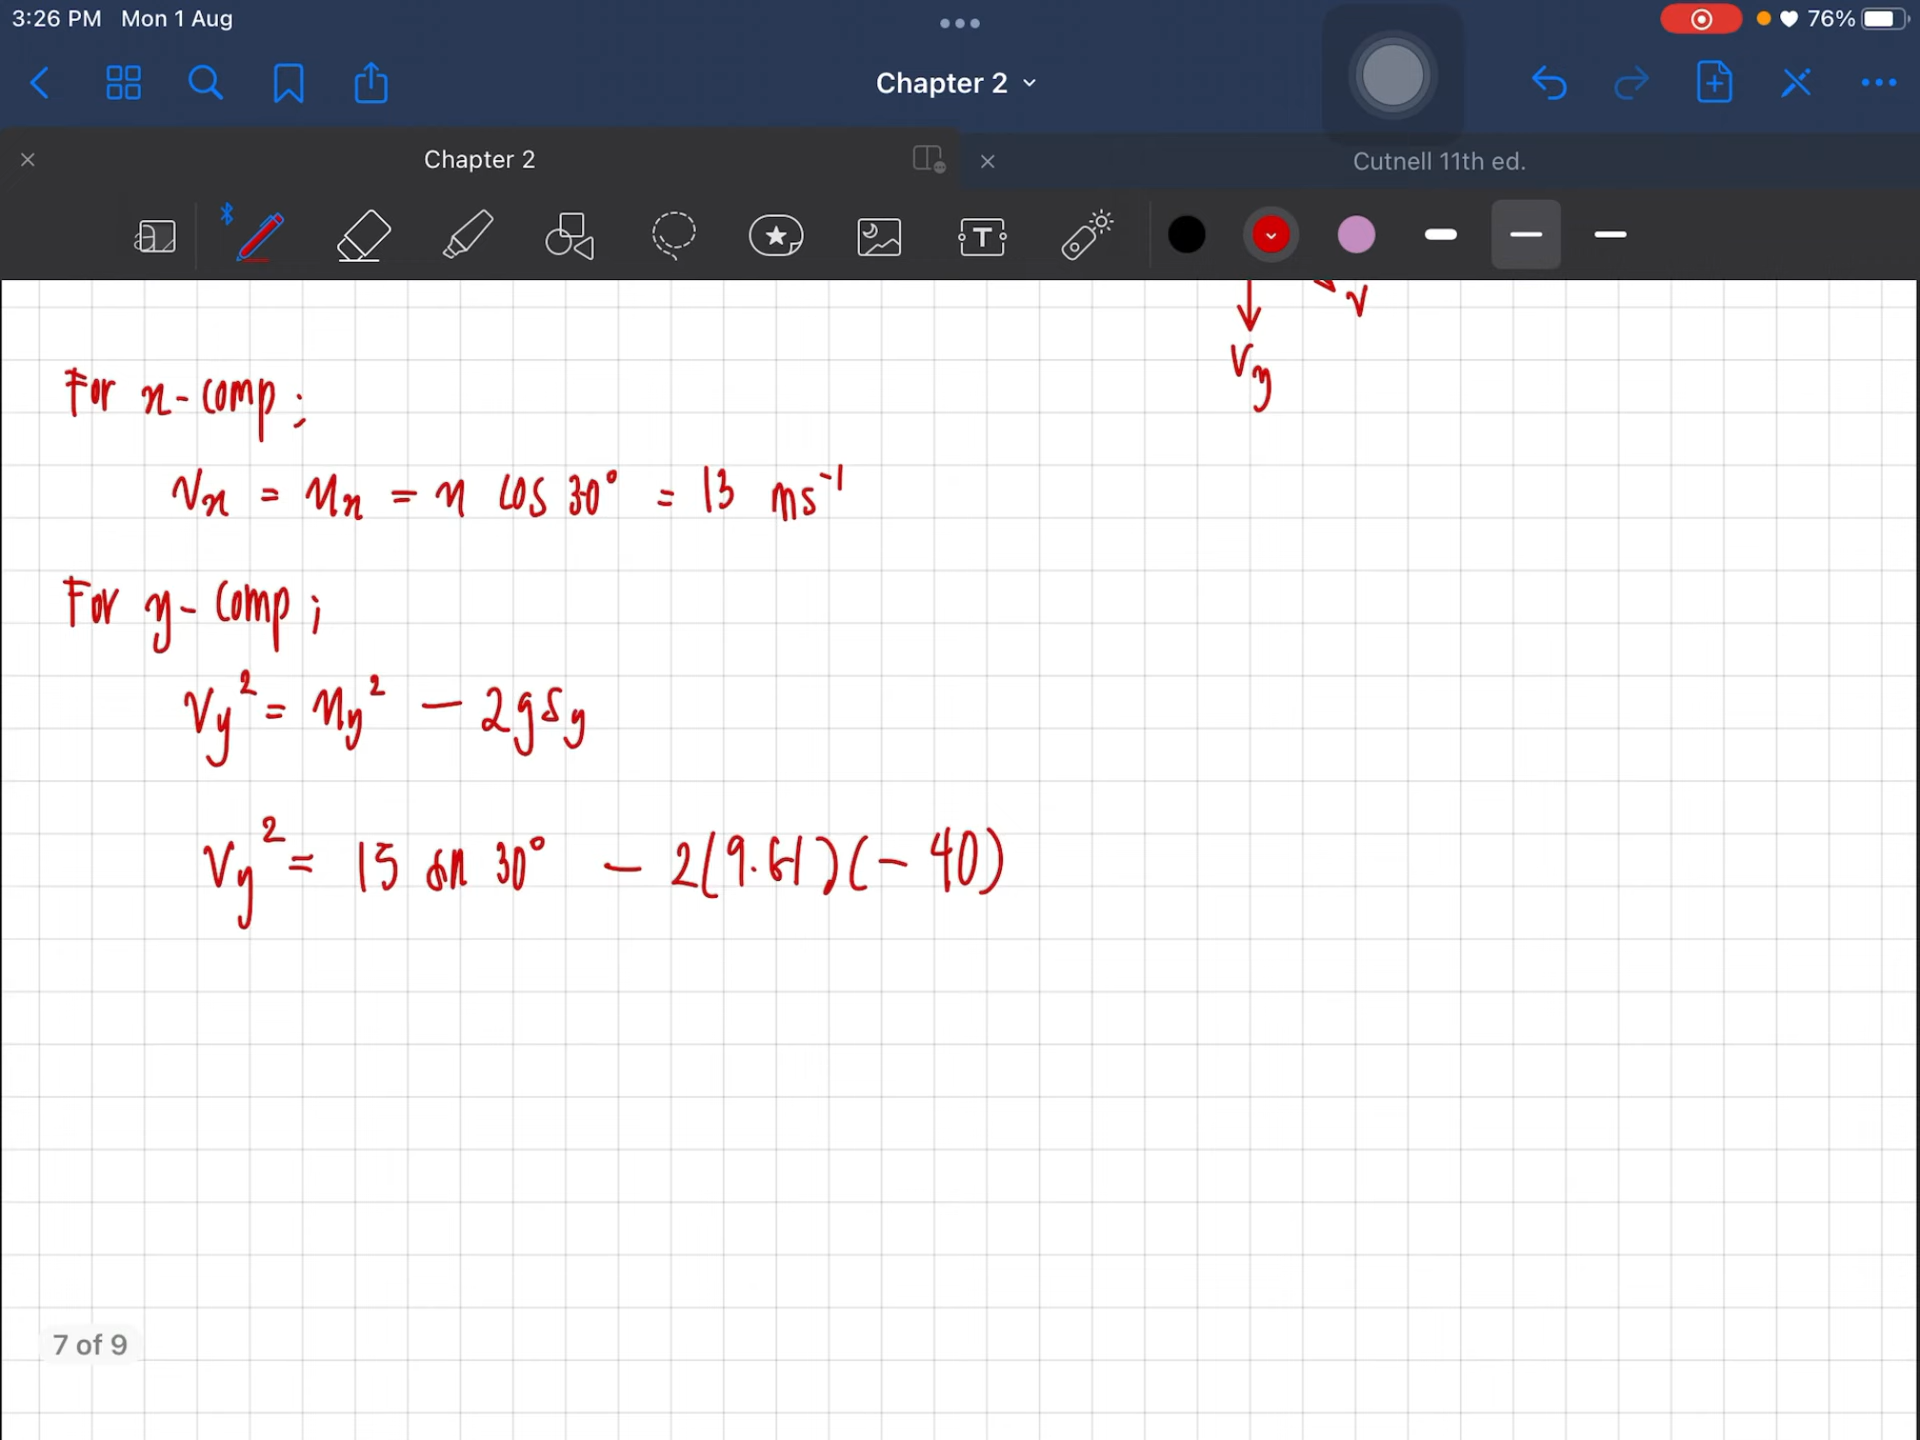 3:26 PM Mon 1 Aug
76%
Chapter 2
Chapter 2
Cutnell 11th ed.
v
Vy
For x-comp;
Vx = ux = u cos 30° = 13 ms⁻¹
For y-comp;
Vy² = uy² - 2gsy
Vy² = 15 sin 30° - 2(9.81)(-40)
7 of 9